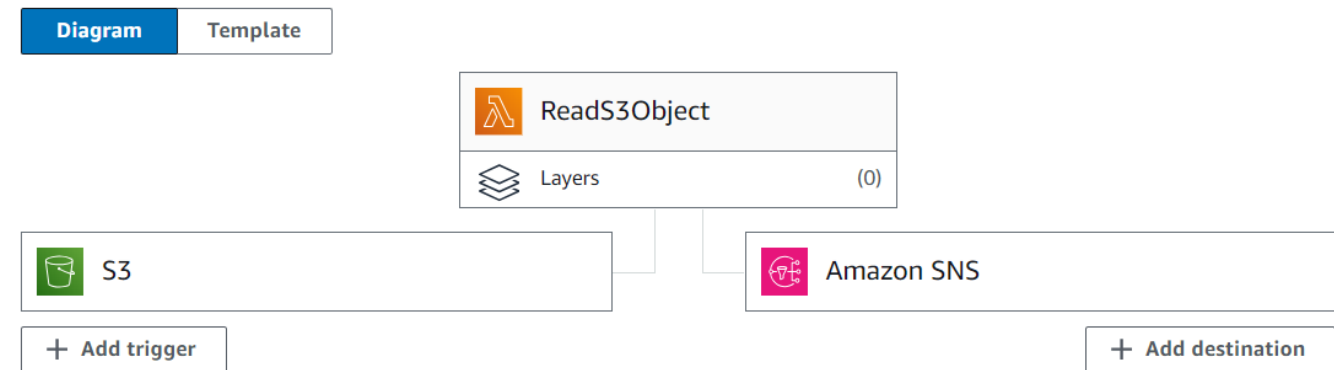 Diagram Template
ReadS3Object
Layers (0)
S3
Amazon SNS
+ Add trigger
+ Add destination